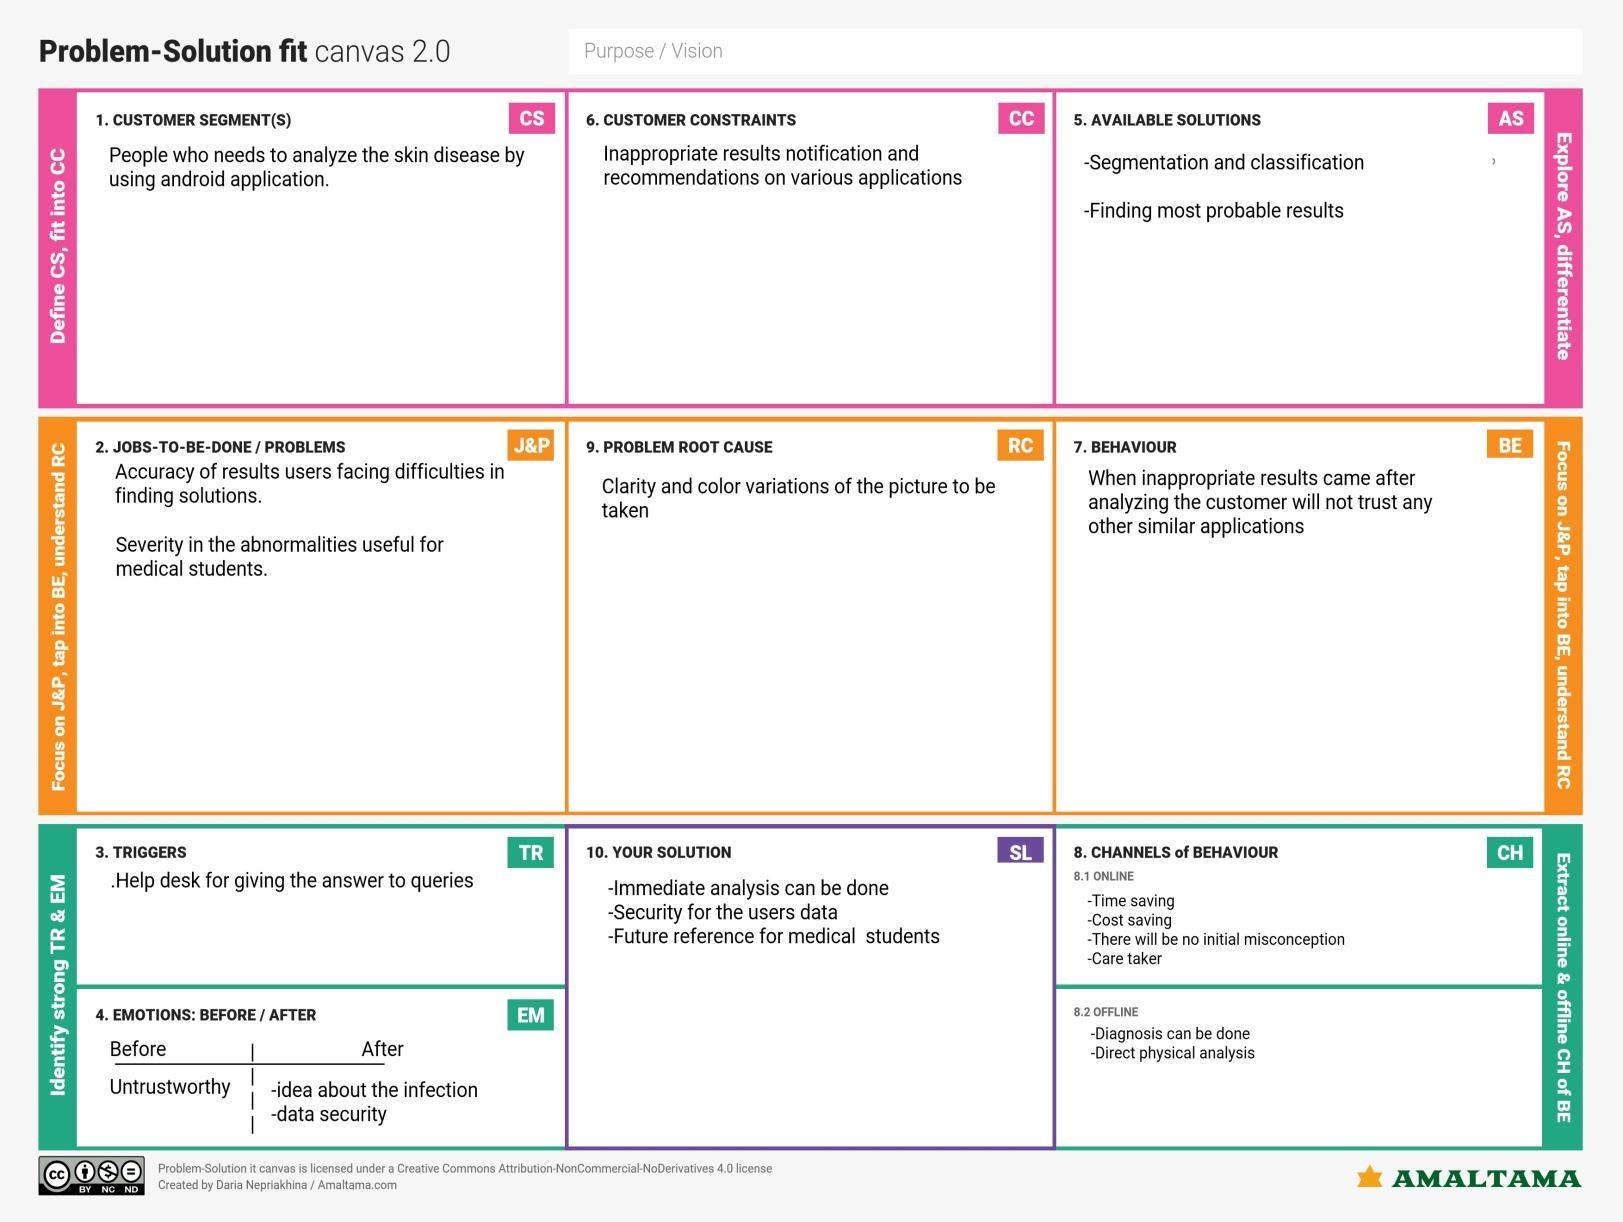 Problem-Solution fit canvas 2.0
Purpose / Vision
Define CS, fit into CC
1. CUSTOMER SEGMENT(S)
CS
People who needs to analyze the skin disease by
using android application.
6. CUSTOMER CONSTRAINTS
CC
Inappropriate results notification and
recommendations on various applications
5. AVAILABLE SOLUTIONS
AS
-Segmentation and classification
-Finding most probable results
Explore AS, differentiate
Focus on J&P, tap into BE, understand RC
2. JOBS-TO-BE-DONE / PROBLEMS
J&P
Accuracy of results users facing difficulties in
finding solutions.
Severity in the abnormalities useful for
medical students.
9. PROBLEM ROOT CAUSE
RC
Clarity and color variations of the picture to be
taken
7. BEHAVIOUR
BE
When inappropriate results came after
analyzing the customer will not trust any
other similar applications
Focus on J&P, tap into BE, understand RC
Identify strong TR & EM
3. TRIGGERS
TR
.Help desk for giving the answer to queries
4. EMOTIONS: BEFORE / AFTER
EM
Before | After
Untrustworthy
-idea about the infection
-data security
10. YOUR SOLUTION
SL
-Immediate analysis can be done
-Security for the users data
-Future reference for medical  students
8. CHANNELS of BEHAVIOUR
CH
8.1 ONLINE
-Time saving
-Cost saving
-There will be no initial misconception
-Care taker
8.2 OFFLINE
-Diagnosis can be done
-Direct physical analysis
Extract online & offline CH of BE
cc BY NC ND
Problem-Solution it canvas is licensed under a Creative Commons Attribution-NonCommercial-NoDerivatives 4.0 license
Created by Daria Nepriakhina / Amaltama.com
AMALTAMA